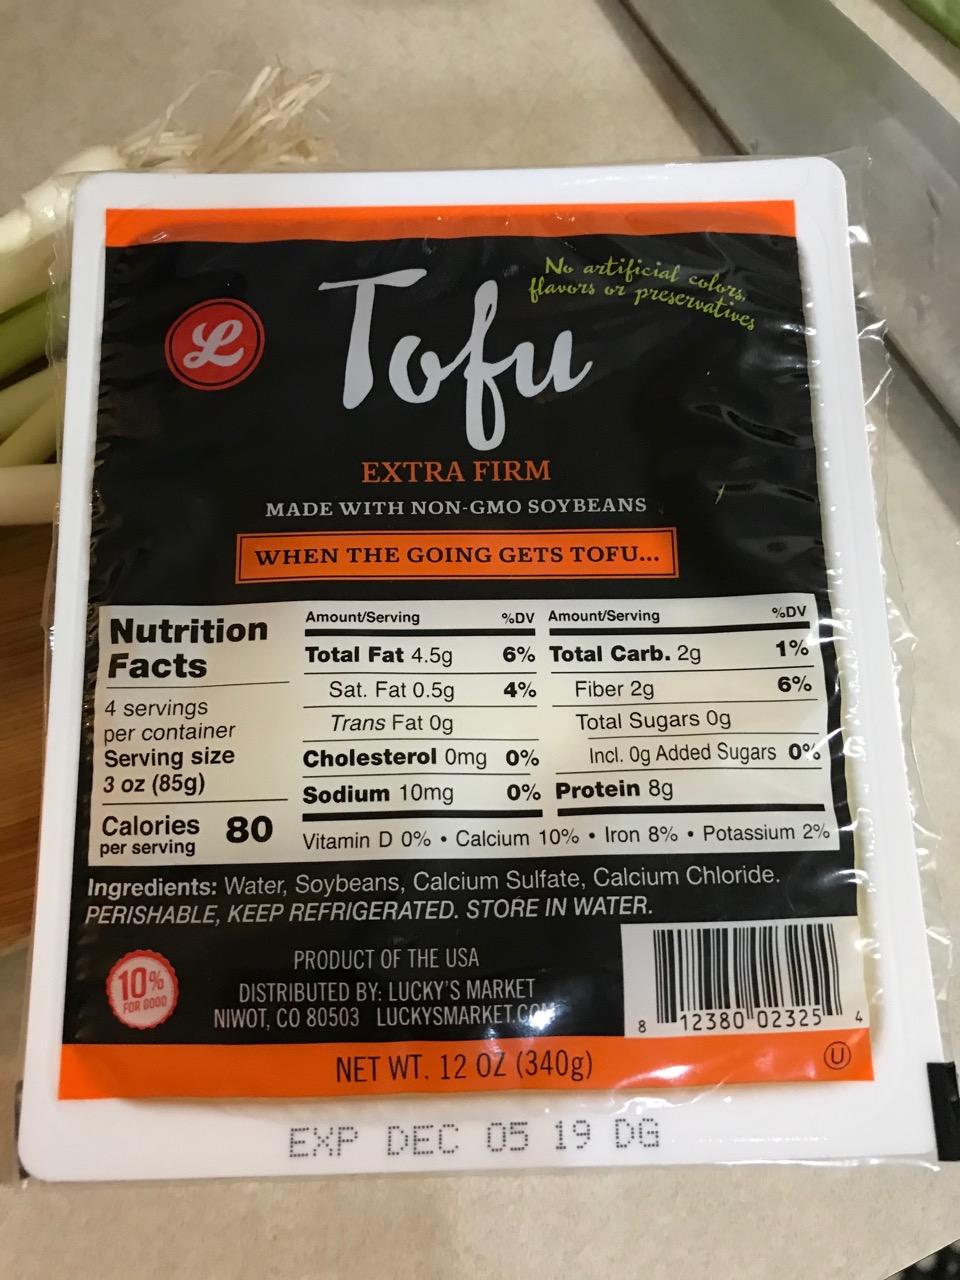 No artificial colors,
flavors or preservatives
L
Tofu
EXTRA FIRM
MADE WITH NON-GMO SOYBEANS
WHEN THE GOING GETS TOFU...
Nutrition
Facts
4 servings
per container
Serving size
3 oz (85g)
Calories 80
per serving
Amount/Serving %DV
Total Fat 4.5g 6%
Sat. Fat 0.5g 4%
Trans Fat 0g
Cholesterol 0mg 0%
Sodium 10mg 0%
Amount/Serving %DV
Total Carb. 2g 1%
Fiber 2g 6%
Total Sugars 0g
Incl. 0g Added Sugars 0%
Protein 8g
Vitamin D 0% • Calcium 10% • Iron 8% • Potassium 2%
Ingredients: Water, Soybeans, Calcium Sulfate, Calcium Chloride.
PERISHABLE, KEEP REFRIGERATED. STORE IN WATER.
10%
FOR GOOD
PRODUCT OF THE USA
DISTRIBUTED BY: LUCKY'S MARKET
NIWOT, CO 80503 LUCKYSMARKET.COM
8 12380 02325 4
NET WT. 12 OZ (340g)
U
EXP DEC 05 19 DG